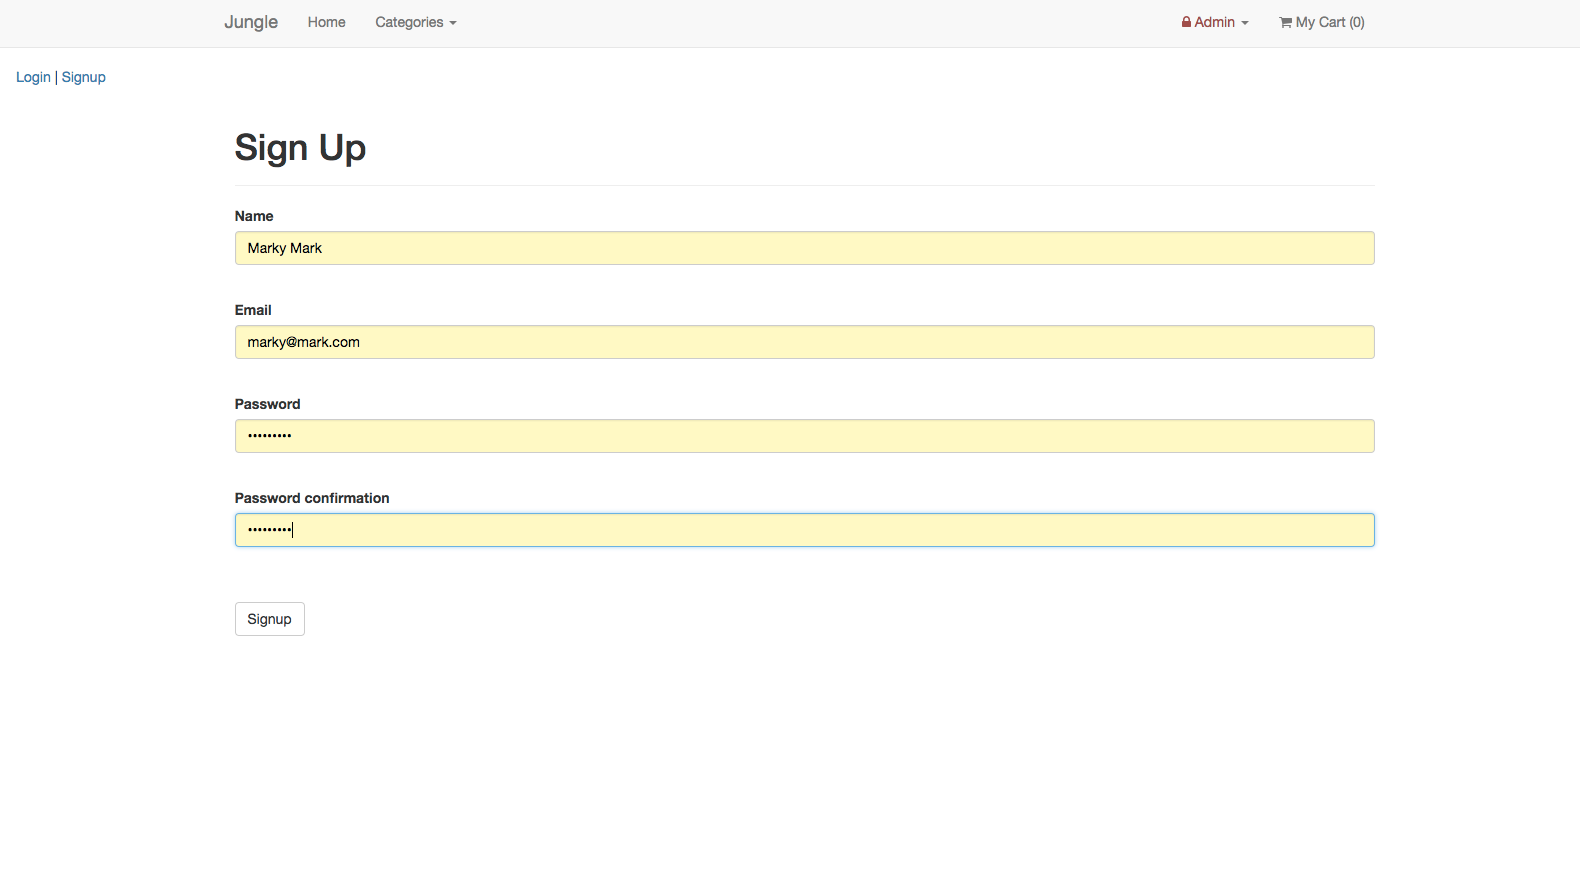 Jungle Home Categories Admin My Cart (0)
Login | Signup
Sign Up
Name
Marky Mark
Email
marky@mark.com
Password
•••••••••
Password confirmation
•••••••••
Signup